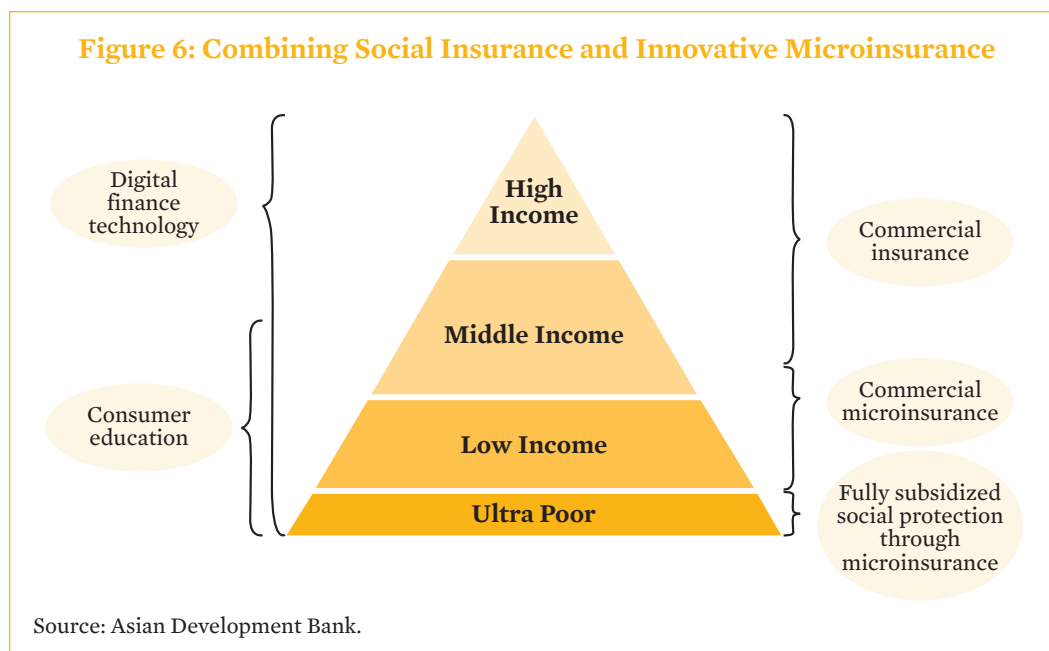 Figure 6: Combining Social Insurance and Innovative Microinsurance
Digital
finance
technology
Consumer
education
High
Income
Middle Income
Low Income
Ultra Poor
Commercial
insurance
Commercial
microinsurance
Fully subsidized
social protection
through
microinsurance
Source: Asian Development Bank.